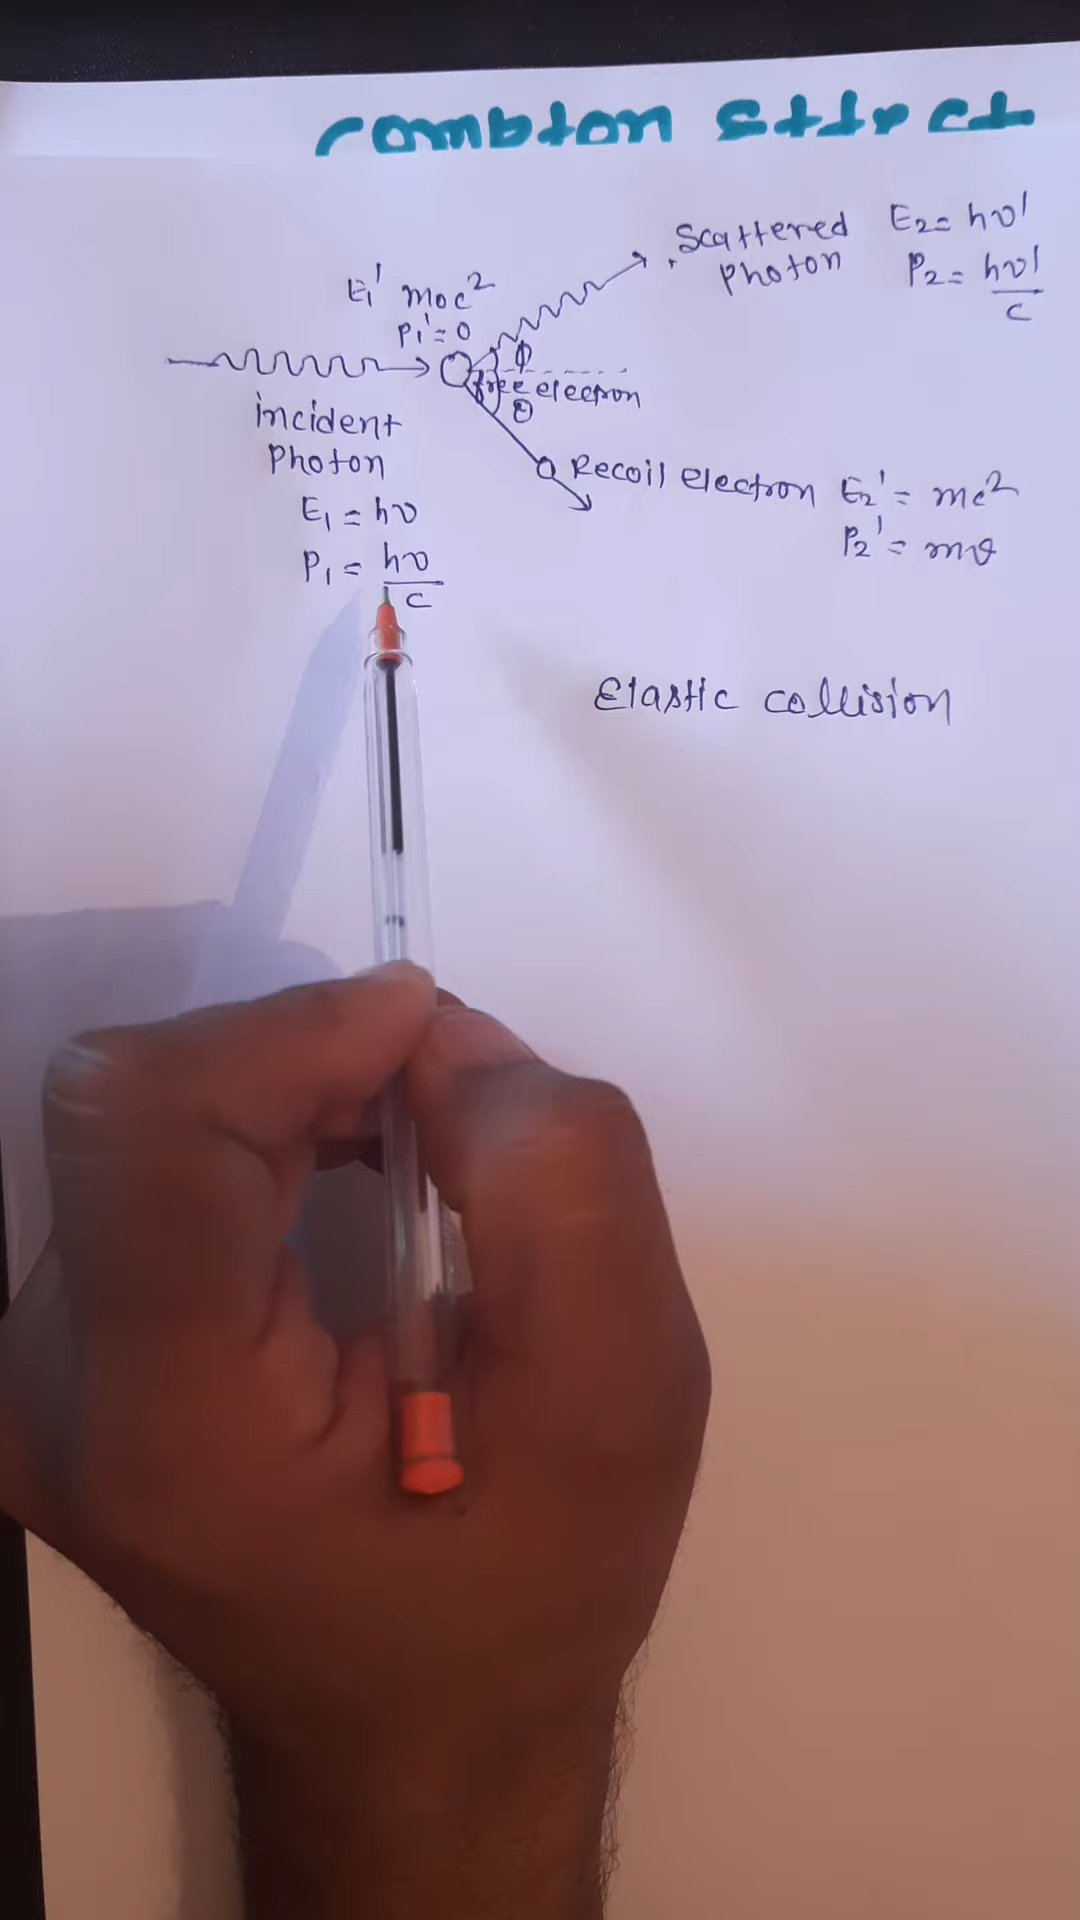 compton effect
Scattered E₂ = hν'
Photon P₂ = hν'/c
E₁' m₀c²
P₁' = 0
φ
free electron
θ
incident
Photon
Recoil electron E₂' = mc²
P₂' = mv
E₁ = hν
P₁ = hν/c
Elastic collision